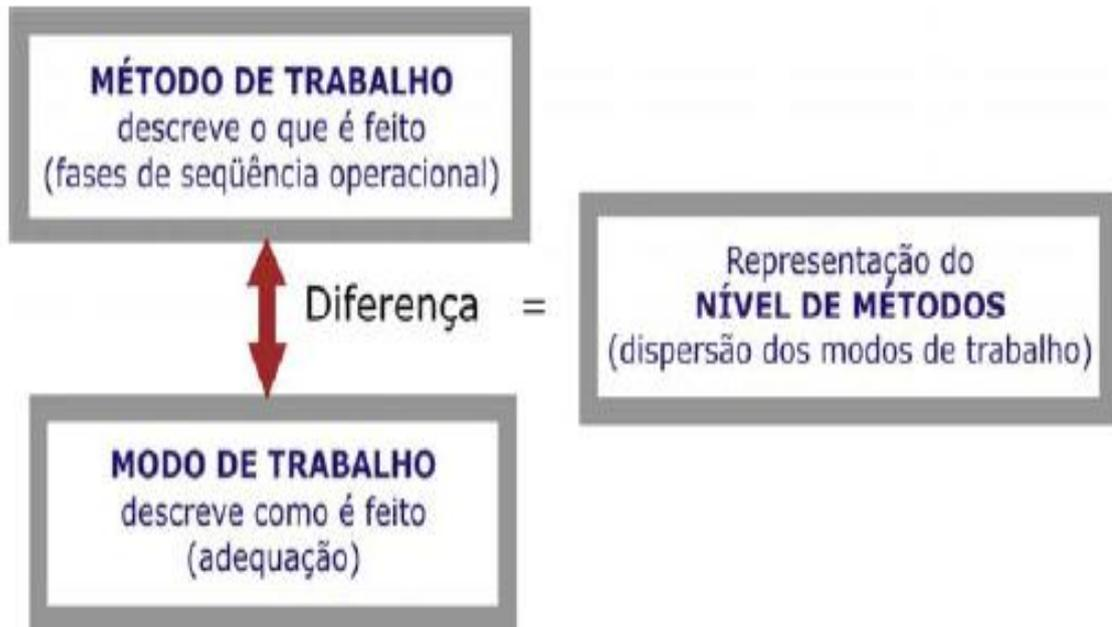 MÉTODO DE TRABALHO
descreve o que é feito
(fases de seqüência operacional)
Diferença =
Representação do
NÍVEL DE MÉTODOS
(dispersão dos modos de trabalho)
MODO DE TRABALHO
descreve como é feito
(adequação)